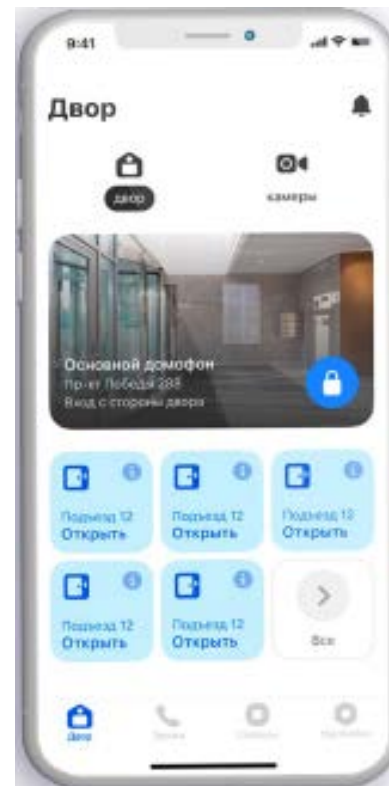 9:41
Двор
двор
камеры
Основной домофон
Пр-кт Победы 288
Вход с стороны двора
Подъезд 12
Открыть
Подъезд 12
Открыть
Подъезд 12
Открыть
Подъезд 12
Открыть
Подъезд 12
Открыть
Все
Двор